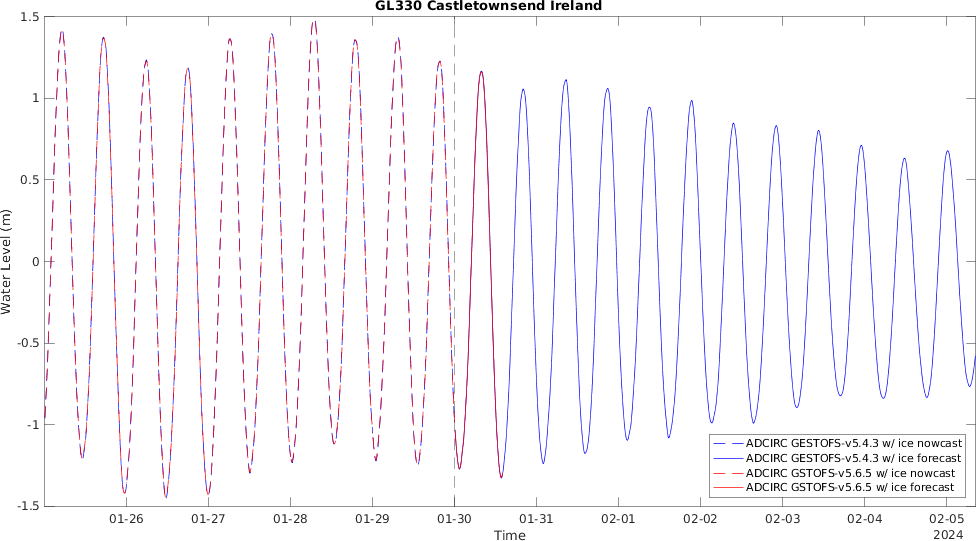 GL330 Castletownsend Ireland
1.5
1
0.5
0
-0.5
-1
-1.5
Water Level (m)
ADCIRC GESTOFS-v5.4.3 w/ ice nowcast
ADCIRC GESTOFS-v5.4.3 w/ ice forecast
ADCIRC GSTOFS-v5.6.5 w/ ice nowcast
ADCIRC GSTOFS-v5.6.5 w/ ice forecast
01-26 01-27 01-28 01-29 01-30 01-31 02-01 02-02 02-03 02-04 02-05
Time 2024